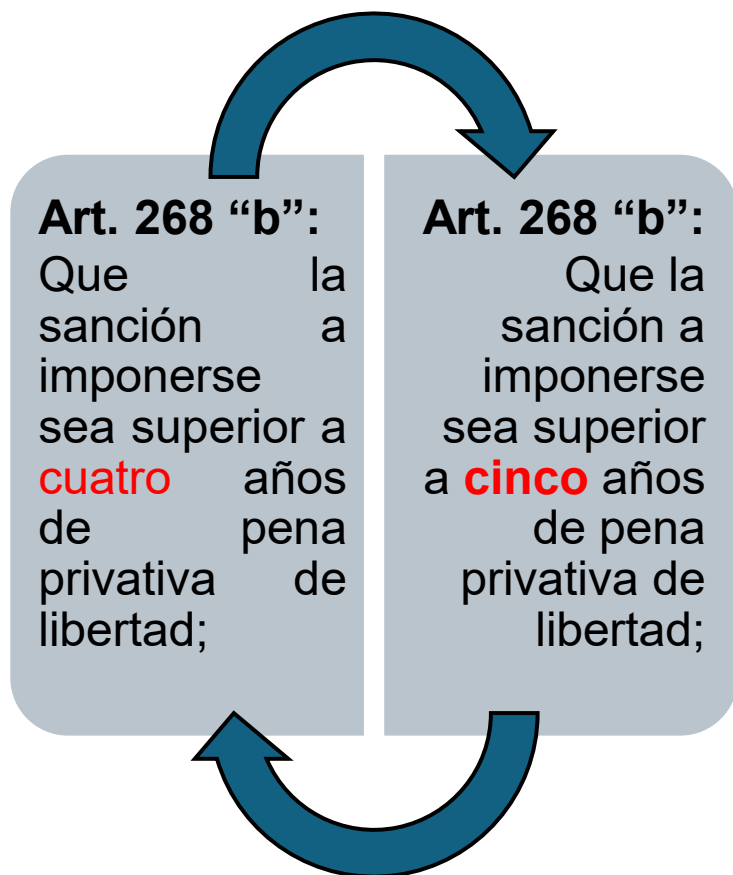 Art. 268 “b”:
Que la
sanción a
imponerse
sea superior a
cuatro años
de pena
privativa de
libertad;
Art. 268 “b”:
Que la
sanción a
imponerse
sea superior
a cinco años
de pena
privativa de
libertad;